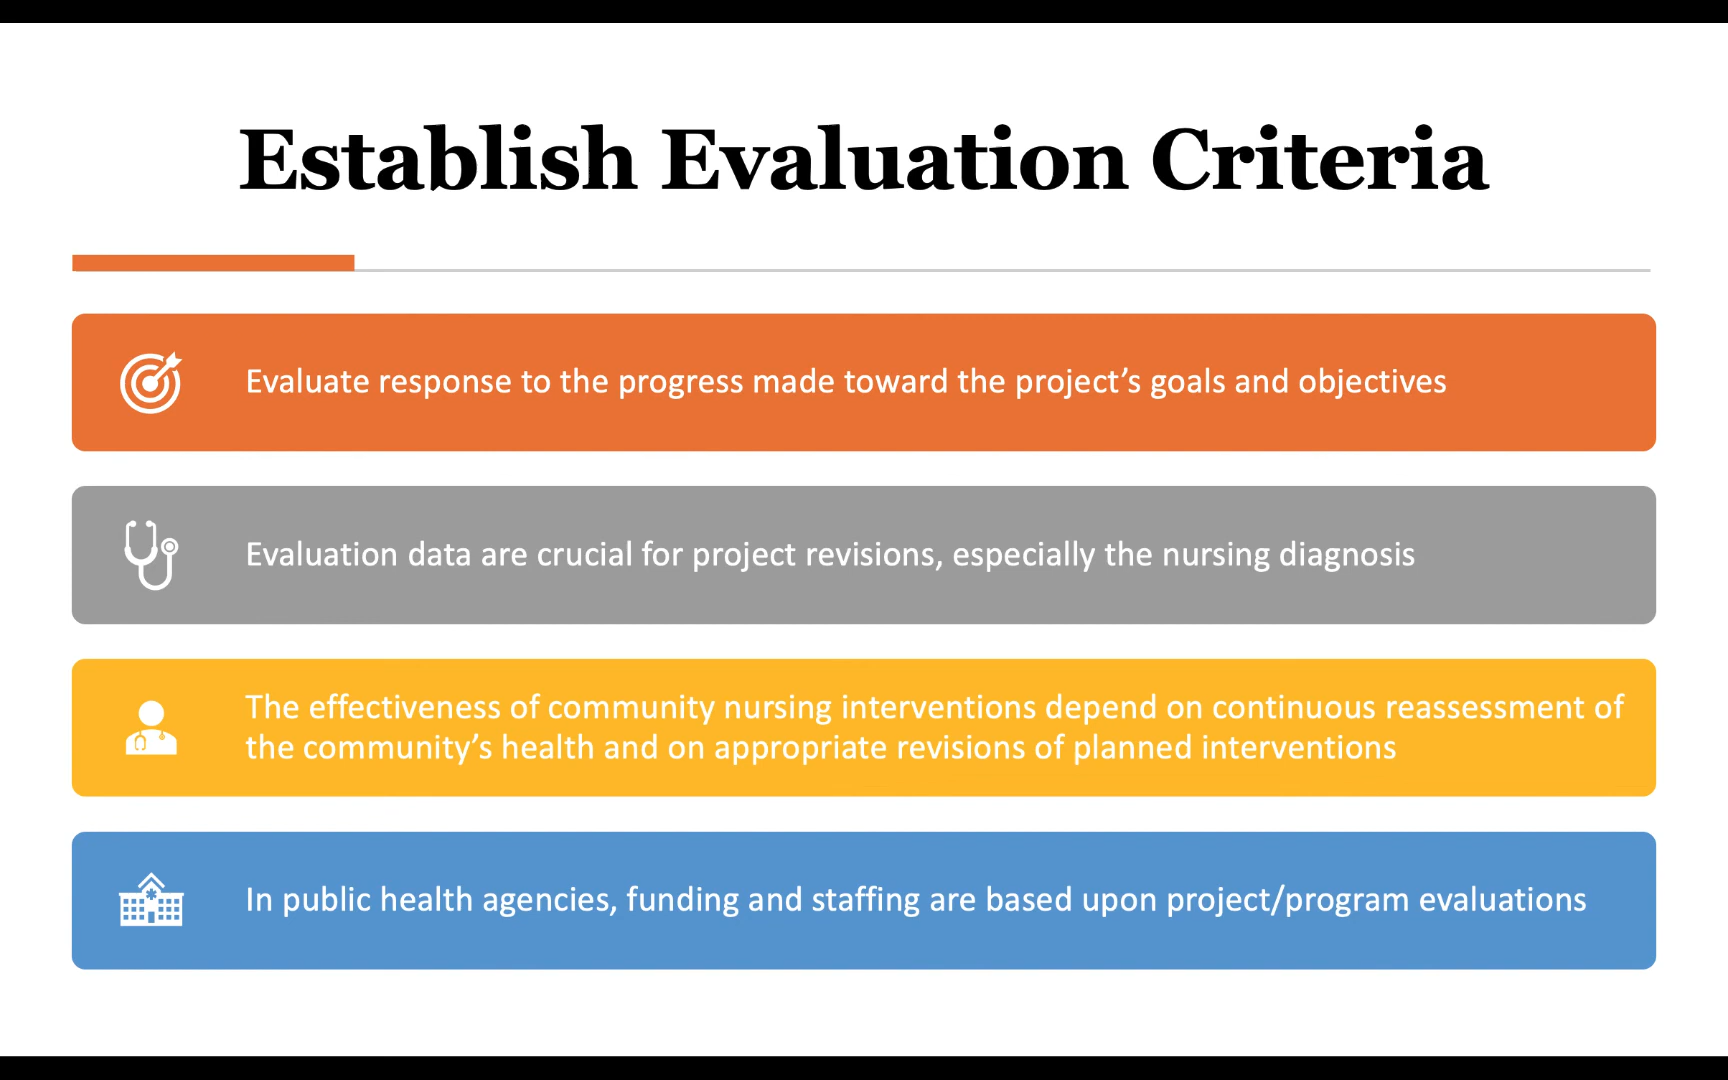 Establish Evaluation Criteria
Evaluate response to the progress made toward the project’s goals and objectives
Evaluation data are crucial for project revisions, especially the nursing diagnosis
The effectiveness of community nursing interventions depend on continuous reassessment of
the community’s health and on appropriate revisions of planned interventions
In public health agencies, funding and staffing are based upon project/program evaluations